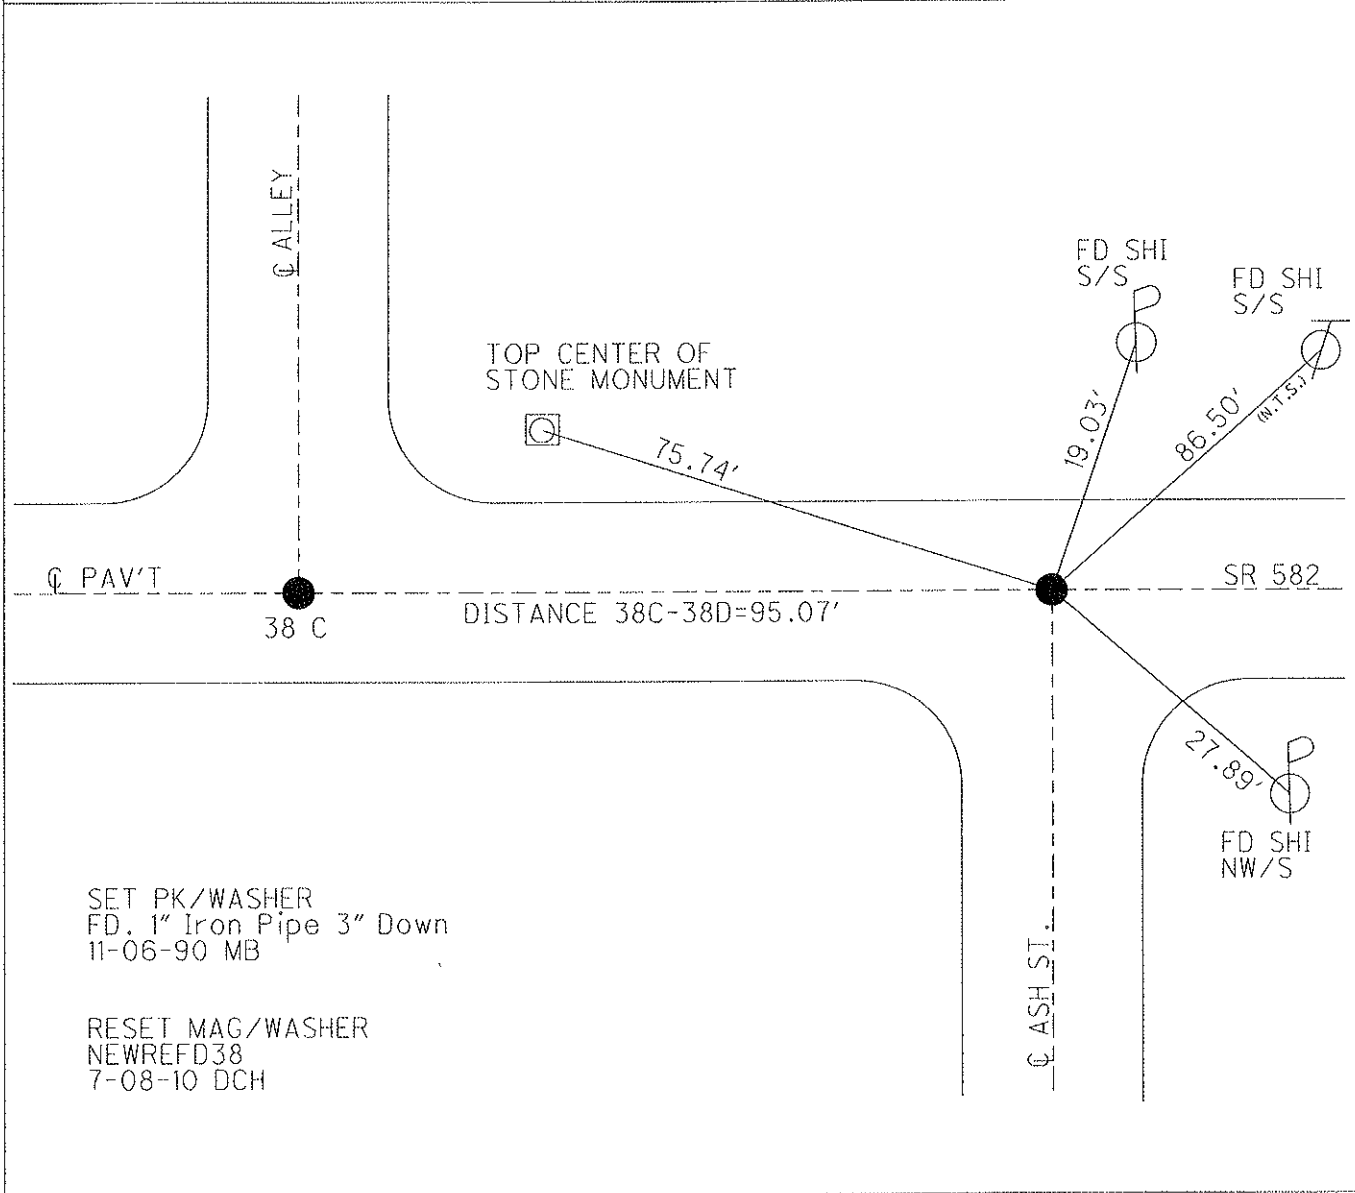 ℄ ALLEY
FD SHI
S/S
FD SHI
S/S
TOP CENTER OF
STONE MONUMENT
75.74'
19.03'
86.50'
(N.T.S.)
℄ PAV'T
SR 582
38 C
DISTANCE 38C-38D=95.07'
27.89'
FD SHI
NW/S
SET PK/WASHER
FD. 1" Iron Pipe 3" Down
11-06-90 MB
℄ ASH ST.
RESET MAG/WASHER
NEWREFD38
7-08-10 DCH